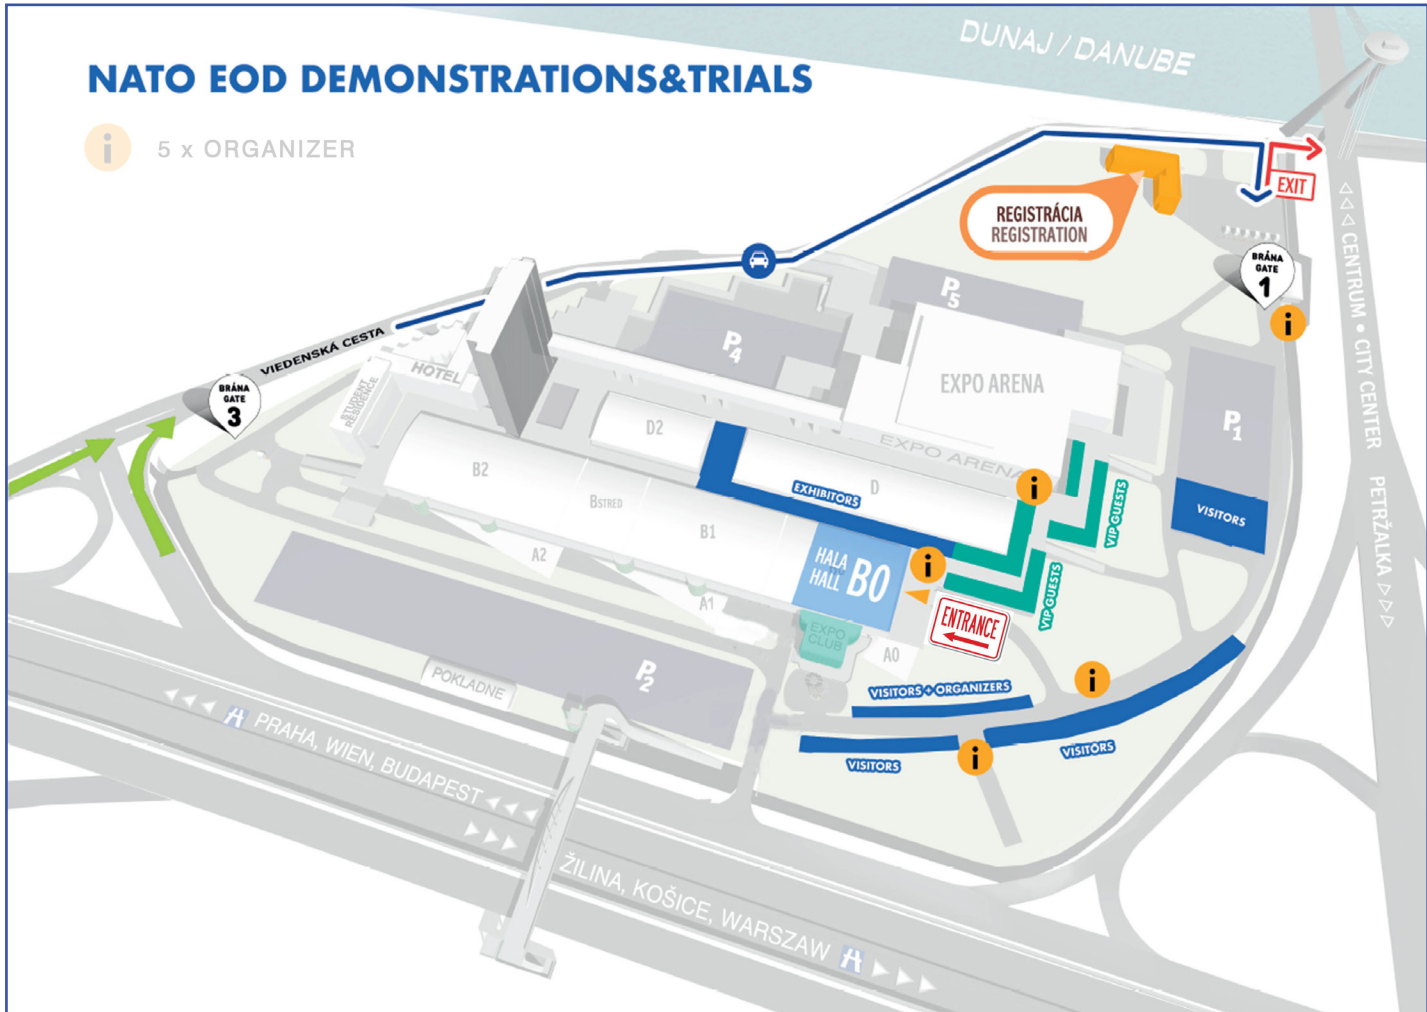 DUNAJ / DANUBE
NATO EOD DEMONSTRATIONS&TRIALS
i 5 x ORGANIZER
EXIT
REGISTRÁCIA
REGISTRATION
BRÁNA
GATE
1
i
CENTRUM • CITY CENTER
PETRŽALKA
VIEDENSKÁ CESTA
BRÁNA
GATE
3
HOTEL
STUDENT
RESIDENCE
P4
P5
EXPO ARENA
EXPO ARENA
P1
VISITORS
D2
D
EXHIBITORS
B2
BSTRED
B1
HALA
HALL
B0
i
i
VIP GUESTS
VIP GUESTS
ENTRANCE
A2
A1
A0
EXPO
CLUB
P2
POKLADNE
VISITORS + ORGANIZERS
i
VISITORS
i
VISITORS
PRAHA, WIEN, BUDAPEST
ŽILINA, KOŠICE, WARSZAW